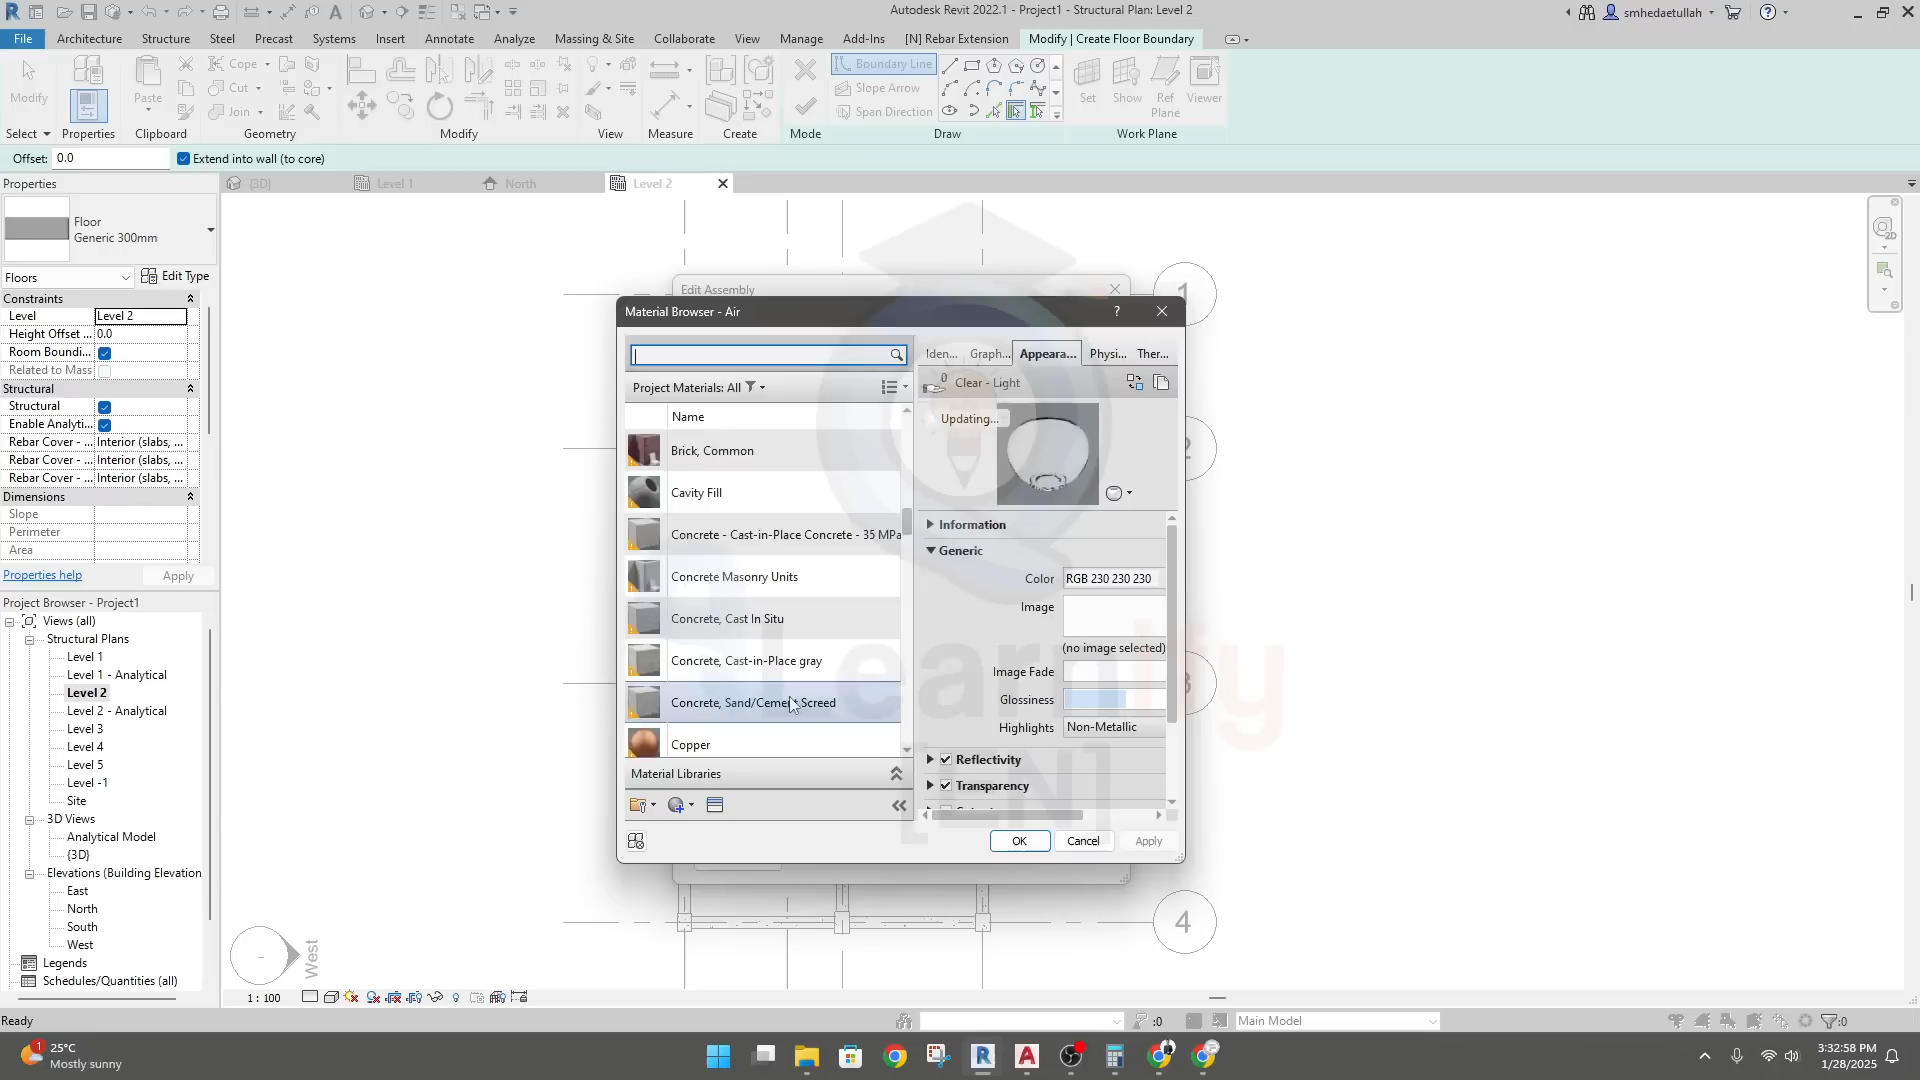 Autodesk Revit 2022.1 - Project1 - Structural Plan: Level 2
smhedaetullah
File
Architecture
Structure
Steel
Precast
Systems
Insert
Annotate
Analyze
Massing & Site
Collaborate
View
Manage
Add-Ins
[N] Rebar Extension
Modify | Create Floor Boundary
Modify
Paste
Cope
Cut
Join
Boundary Line
Slope Arrow
Span Direction
Set
Show
Ref
Plane
Viewer
Select
Properties
Clipboard
Geometry
Modify
View
Measure
Create
Mode
Draw
Work Plane
Offset: 0.0
Extend into wall (to core)
Properties
{3D}
Level 1
North
Level 2
Floor
Generic 300mm
Floors
Edit Type
Constraints
Level Level 2
Height Offset ... 0.0
Room Boundi...
Related to Mass
Structural
Structural
Enable Analyti...
Rebar Cover - ... Interior (slabs, ...
Rebar Cover - ... Interior (slabs, ...
Rebar Cover - ... Interior (slabs, ...
Dimensions
Slope
Perimeter
Area
Properties help
Apply
Project Browser - Project1
Views (all)
Structural Plans
Level 1
Level 1 - Analytical
Level 2
Level 2 - Analytical
Level 3
Level 4
Level 5
Level -1
Site
3D Views
Analytical Model
{3D}
Elevations (Building Elevation
East
North
South
West
Legends
Schedules/Quantities (all)
Edit Assembly
Material Browser - Air
?
Project Materials: All
Name
Brick, Common
Cavity Fill
Concrete - Cast-in-Place Concrete - 35 MPa
Concrete Masonry Units
Concrete, Cast In Situ
Concrete, Cast-in-Place gray
Concrete, Sand/Cement Screed
Copper
Material Libraries
Iden...
Graph...
Appeara...
Physi...
Ther...
0
Clear - Light
Updating...
Information
Generic
Color RGB 230 230 230
Image
(no image selected)
Image Fade
Glossiness
Highlights Non-Metallic
Reflectivity
Transparency
OK
Cancel
Apply
1
2
3
4
2D
Learnify
[LN]
West
-
1 : 100
Ready
:0
Main Model
:0
1
25°C
Mostly sunny
3:32:58 PM
1/28/2025